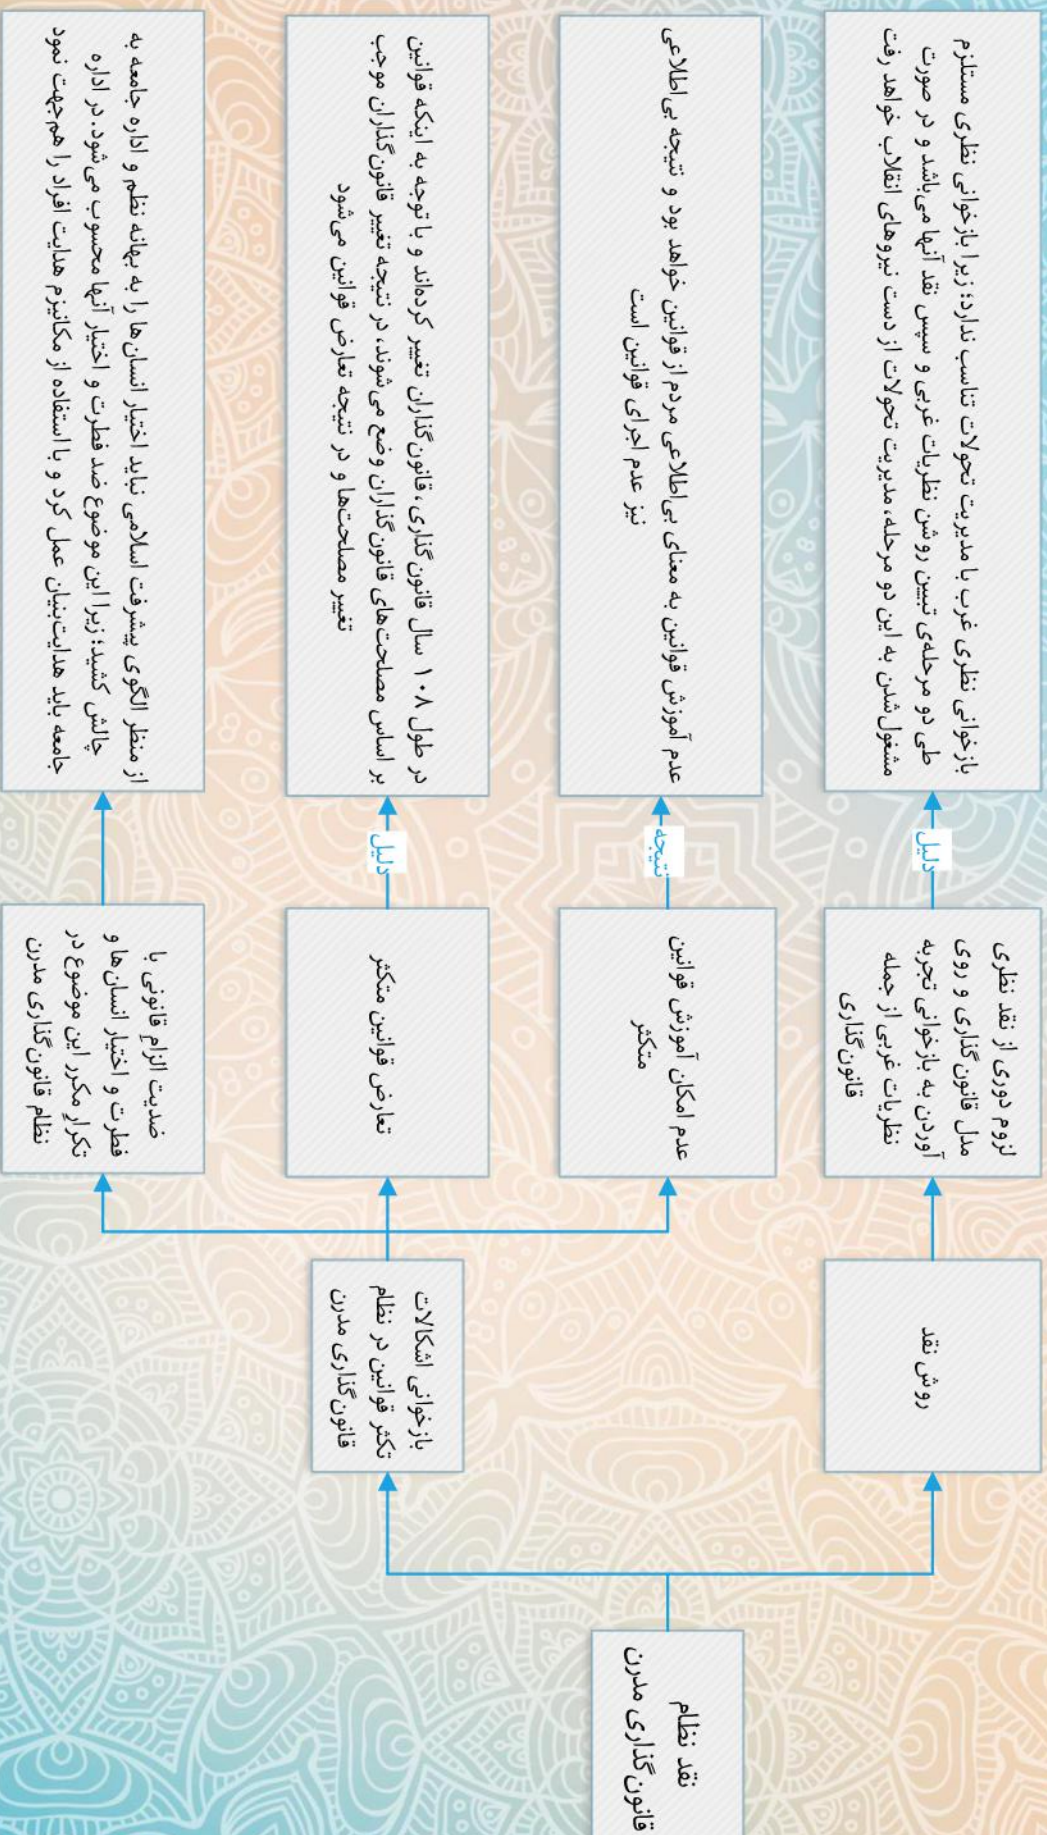 نقد نظام
قانون‌گذاری مدرن
روش نقد
لزوم دوری از نقد نظری
مدل قانون‌گذاری و روی
آوردن به بازخوانی تجربه
نظریات غربی از جمله
قانون‌گذاری
دلیل
بازخوانی نظری غرب با مدیریت تحولات تناسب ندارد؛ زیرا بازخوانی نظری مستلزم
طی دو مرحله‌ی تبیین روشن نظریات غربی و سپس نقد آنها می‌باشد و در صورت
مشغول‌شدن به این دو مرحله، مدیریت تحولات از دست نیروهای انقلاب خواهد رفت
بازخوانی اشکالات
تکثر قوانین در نظام
قانون‌گذاری مدرن
عدم امکان آموزش قوانین
متکثر
نتیجه
عدم آموزش قوانین به معنای بی‌اطلاعی مردم از قوانین خواهد بود و نتیجه بی‌اطلاعی
نیز عدم اجرای قوانین است
تعارض قوانین متکثر
دلیل
در طول ۱۰۸ سال قانون‌گذاری، قانون‌گذاران تغییر کرده‌اند و با توجه به اینکه قوانین
بر اساس مصلحت‌های قانون‌گذاران وضع می‌شوند، در نتیجه تغییر قانون‌گذاران موجب
تغییر مصلحت‌ها و در نتیجه تعارض قوانین می‌شود
ضدیت الزامِ قانونی با
فطرت و اختیار انسان‌ها و
تکرارِ مکرر این موضوع در
نظام قانون‌گذاری مدرن
از منظر الگوی پیشرفت اسلامی نباید اختیار انسان‌ها را به بهانه نظم و اداره جامعه به
چالش کشید؛ زیرا این موضوع ضد فطرت و اختیار آنها محسوب می‌شود. در اداره
جامعه باید هدایت‌بنیان عمل کرد و با استفاده از مکانیزم هدایت افراد را هم‌جهت نمود